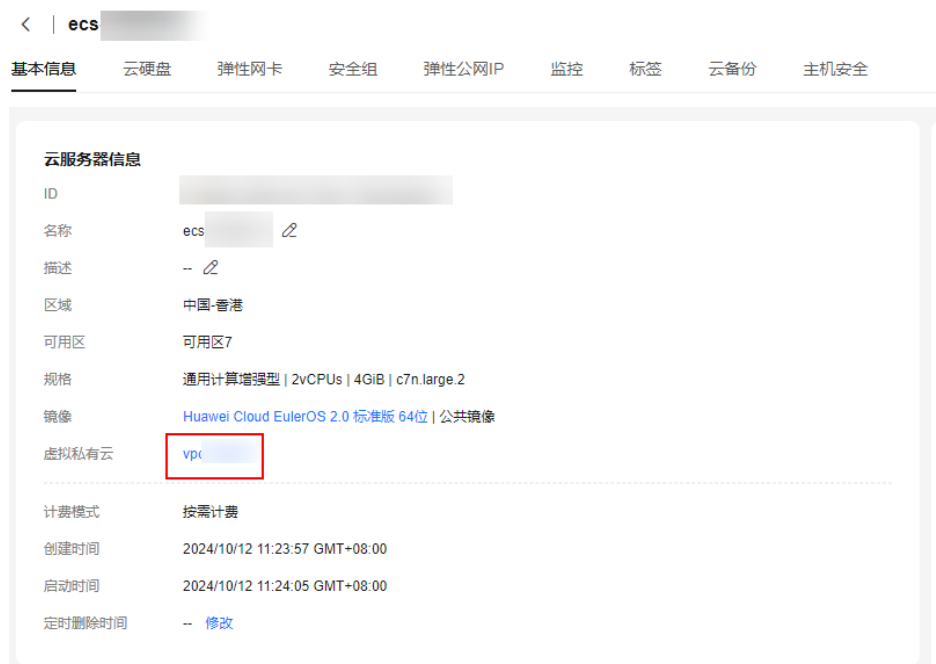 ecs
基本信息 云硬盘 弹性网卡 安全组 弹性公网IP 监控 标签 云备份 主机安全
云服务器信息
ID
名称 ecs
描述 --
区域 中国-香港
可用区 可用区7
规格 通用计算增强型 | 2vCPUs | 4GiB | c7n.large.2
镜像 Huawei Cloud EulerOS 2.0 标准版 64位 | 公共镜像
虚拟私有云 vpc
计费模式 按需计费
创建时间 2024/10/12 11:23:57 GMT+08:00
启动时间 2024/10/12 11:24:05 GMT+08:00
定时删除时间 -- 修改